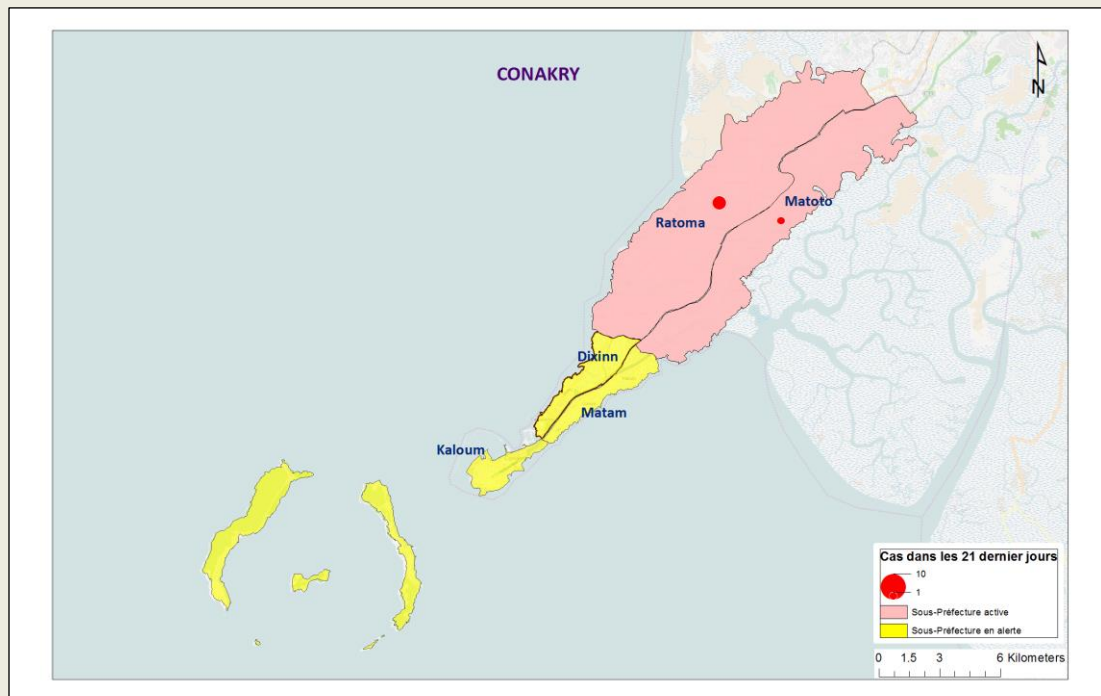 CONAKRY
N
Matoto
Ratoma
Dixinn
Matam
Kaloum
Cas dans les 21 dernier jours
10
1
Sous-Préfecture active
Sous-Préfecture en alerte
0 1.5 3 6 Kilometers